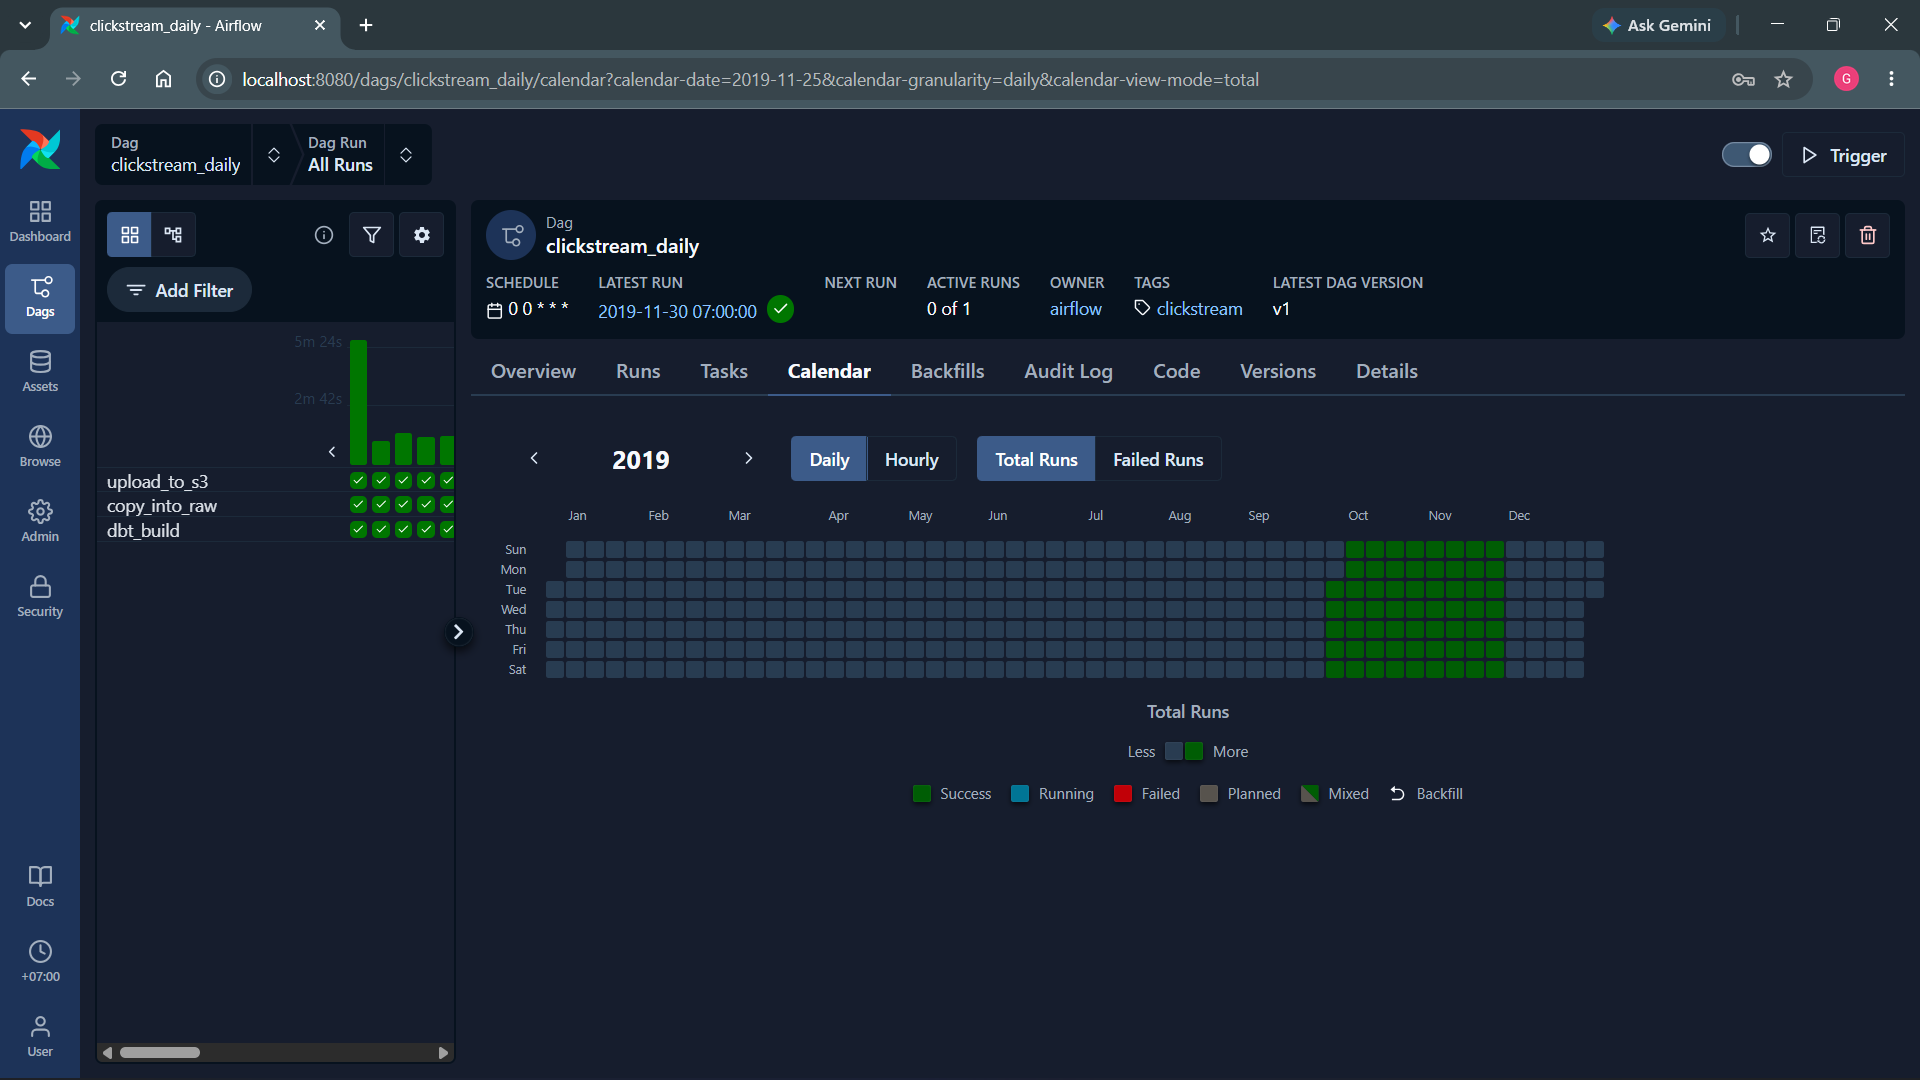 clickstream_daily - Airflow
Ask Gemini
localhost:8080/dags/clickstream_daily/calendar?calendar-date=2019-11-25&calendar-granularity=daily&calendar-view-mode=total
G
Dag
clickstream_daily
Dag Run
All Runs
Trigger
Dashboard
Dags
Assets
Browse
Admin
Security
Docs
+07:00
User
Add Filter
5m 24s
2m 42s
upload_to_s3
copy_into_raw
dbt_build
Dag
clickstream_daily
SCHEDULE LATEST RUN NEXT RUN ACTIVE RUNS OWNER TAGS LATEST DAG VERSION
0 0 * * * 2019-11-30 07:00:00 0 of 1 airflow clickstream v1
Overview Runs Tasks Calendar Backfills Audit Log Code Versions Details
2019 Daily Hourly Total Runs Failed Runs
Jan Feb Mar Apr May Jun Jul Aug Sep Oct Nov Dec
Sun
Mon
Tue
Wed
Thu
Fri
Sat
Total Runs
Less More
Success Running Failed Planned Mixed Backfill